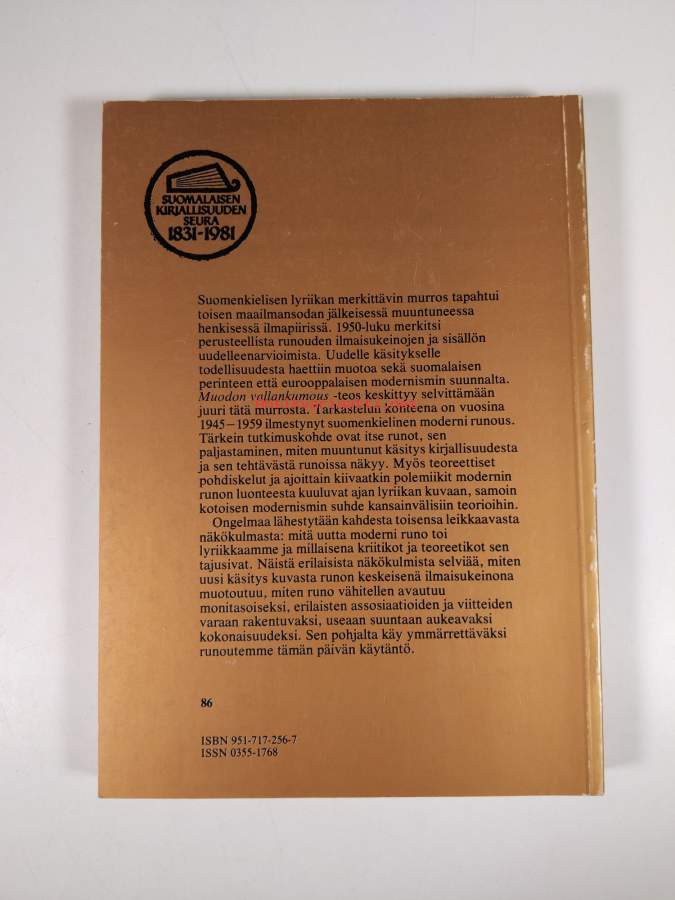 SUOMALAISEN
KIRJALLISUUDEN
SEURA
1831-1981
Suomenkielisen lyriikan merkittävin murros tapahtui
toisen maailmansodan jälkeisessä muuntuneessa
henkisessä ilmapiirissä. 1950-luku merkitsi
perusteellista runouden ilmaisukeinojen ja sisällön
uudelleenarvioimista. Uudelle käsitykselle
todellisuudesta haettiin muotoa sekä suomalaisen
perinteen että eurooppalaisen modernismin suunnalta.
Muodon vallankumous -teos keskittyy selvittämään
juuri tätä murrosta. Tarkastelun kohteena on vuosina
1945–1959 ilmestynyt suomenkielinen moderni runous.
Tärkein tutkimuskohde ovat itse runot, sen
paljastaminen, miten muuntunut käsitys kirjallisuudesta
ja sen tehtävästä runoissa näkyy. Myös teoreettiset
pohdiskelut ja ajoittain kiivaatkin polemiikit modernin
runon luonteesta kuuluvat ajan lyriikan kuvaan, samoin
kotoisen modernismin suhde kansainvälisiin teorioihin.
Ongelmaa lähestytään kahdesta toisensa leikkaavasta
näkökulmasta: mitä uutta moderni runo toi
lyriikkaamme ja millaisena kriitikot ja teoreetikot sen
tajusivat. Näistä erilaisista näkökulmista selviää, miten
uusi käsitys kuvasta runon keskeisenä ilmaisukeinona
muotoutuu, miten runo vähitellen avautuu
monitasoiseksi, erilaisten assosiaatioiden ja viitteiden
varaan rakentuvaksi, useaan suuntaan aukeavaksi
kokonaisuudeksi. Sen pohjalta käy ymmärrettäväksi
runoutemme tämän päivän käytäntö.
86
ISBN 951-717-256-7
ISSN 0355-1768